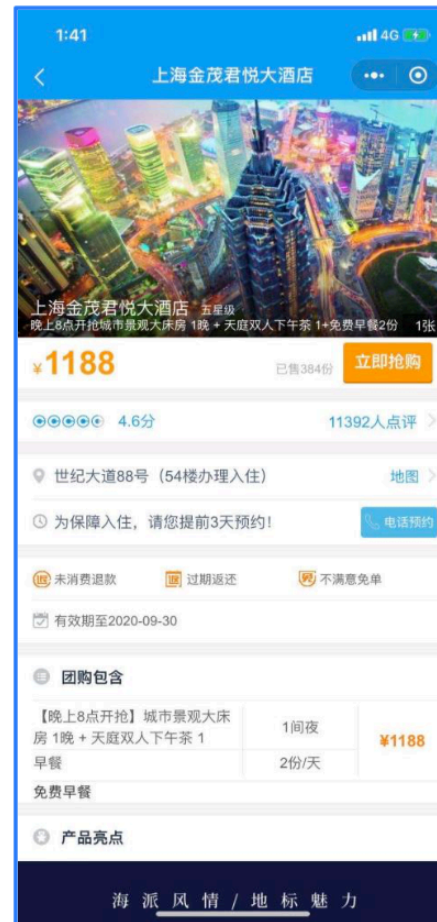 1:41
4G
上海金茂君悦大酒店
上海金茂君悦大酒店 五星级
晚上8点开抢城市景观大床房 1晚 + 天庭双人下午茶 1+免费早餐2份 1张
¥1188 已售384份 立即抢购
4.6分 11392人点评
世纪大道88号（54楼办理入住） 地图
为保障入住，请您提前3天预约! 电话预约
未消费退款 过期返还 不满意免单
有效期至2020-09-30
团购包含
【晚上8点开抢】城市景观大床
房 1晚 + 天庭双人下午茶 1
1间夜
¥1188
早餐 2份/天
免费早餐
产品亮点
海派风情/地标魅力